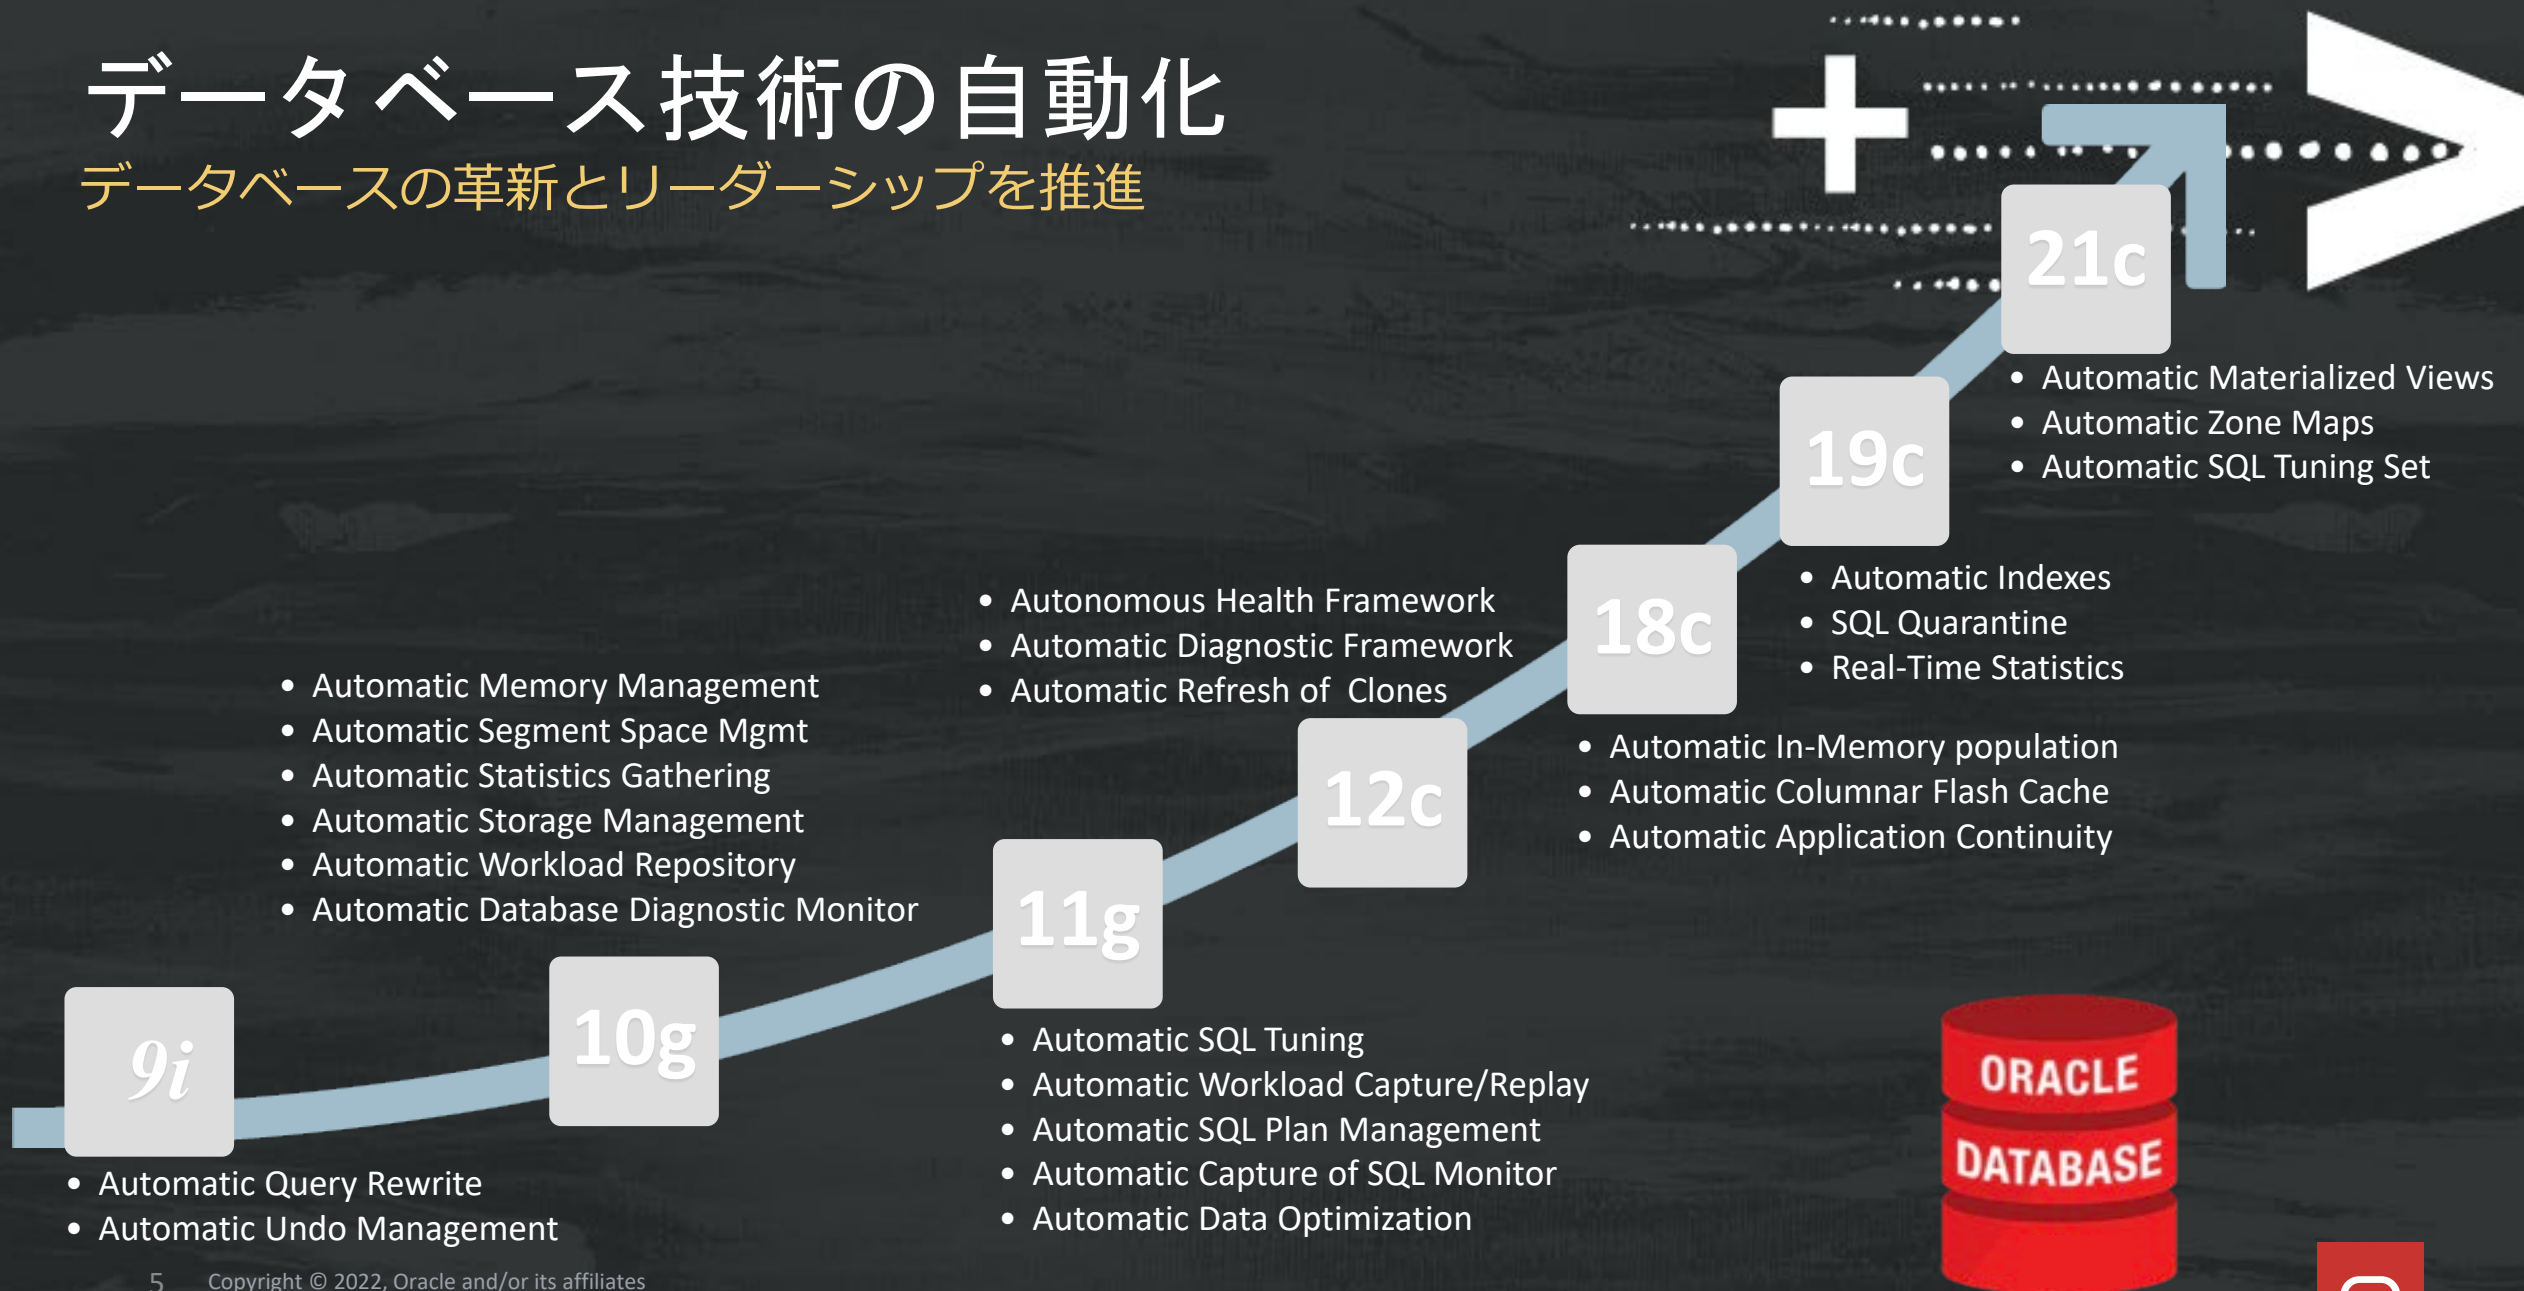 データベース技術の自動化
データベースの革新とリーダーシップを推進
9i
• Automatic Query Rewrite
• Automatic Undo Management
10g
• Automatic Memory Management
• Automatic Segment Space Mgmt
• Automatic Statistics Gathering
• Automatic Storage Management
• Automatic Workload Repository
• Automatic Database Diagnostic Monitor
11g
• Automatic SQL Tuning
• Automatic Workload Capture/Replay
• Automatic SQL Plan Management
• Automatic Capture of SQL Monitor
• Automatic Data Optimization
12c
• Autonomous Health Framework
• Automatic Diagnostic Framework
• Automatic Refresh of  Clones
18c
• Automatic In-Memory population
• Automatic Columnar Flash Cache
• Automatic Application Continuity
19c
• Automatic Indexes
• SQL Quarantine
• Real-Time Statistics
21c
• Automatic Materialized Views
• Automatic Zone Maps
• Automatic SQL Tuning Set
ORACLE
DATABASE
5 Copyright © 2022, Oracle and/or its affiliates